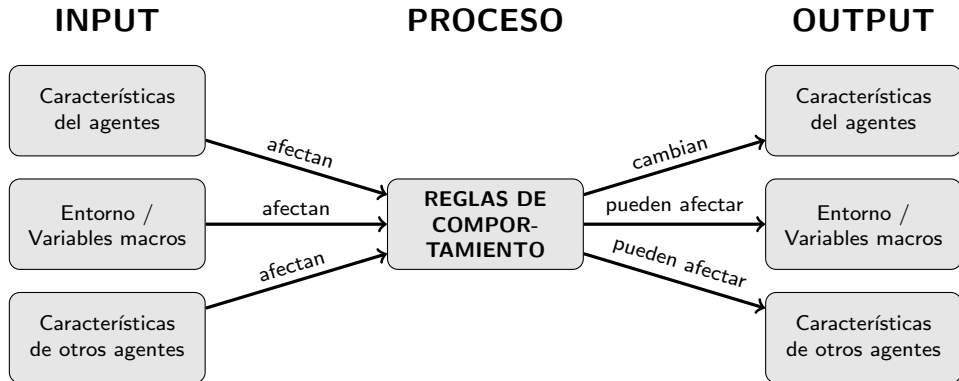 INPUT
PROCESO
OUTPUT
Características
del agentes
afectan
Entorno /
Variables macros
afectan
Características
de otros agentes
afectan
REGLAS DE
COMPOR-
TAMIENTO
cambian
Características
del agentes
pueden afectar
Entorno /
Variables macros
pueden afectar
Características
de otros agentes